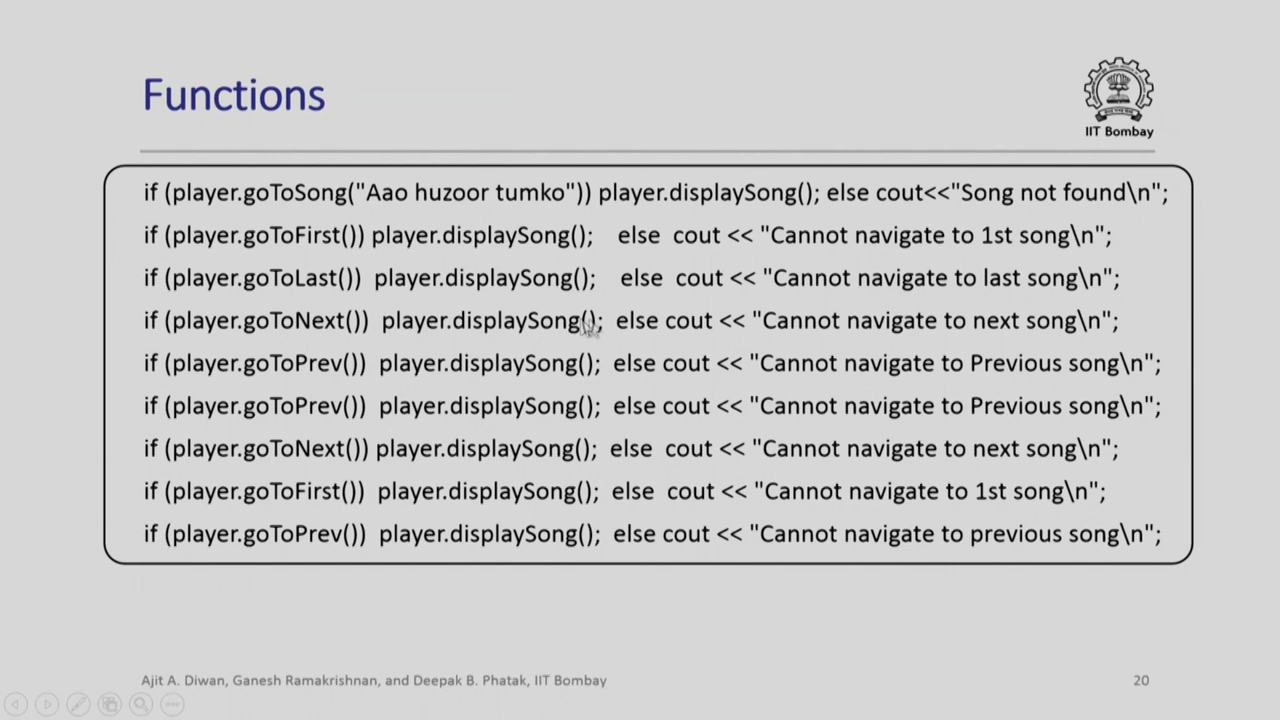 Functions
IIT Bombay
if (player.goToSong("Aao huzoor tumko")) player.displaySong(); else cout<<"Song not found\n";
if (player.goToFirst()) player.displaySong(); else cout << "Cannot navigate to 1st song\n";
if (player.goToLast()) player.displaySong(); else cout << "Cannot navigate to last song\n";
if (player.goToNext()) player.displaySong(); else cout << "Cannot navigate to next song\n";
if (player.goToPrev()) player.displaySong(); else cout << "Cannot navigate to Previous song\n";
if (player.goToPrev()) player.displaySong(); else cout << "Cannot navigate to Previous song\n";
if (player.goToNext()) player.displaySong(); else cout << "Cannot navigate to next song\n";
if (player.goToFirst()) player.displaySong(); else cout << "Cannot navigate to 1st song\n";
if (player.goToPrev()) player.displaySong(); else cout << "Cannot navigate to previous song\n";
Ajit A. Diwan, Ganesh Ramakrishnan, and Deepak B. Phatak, IIT Bombay
20